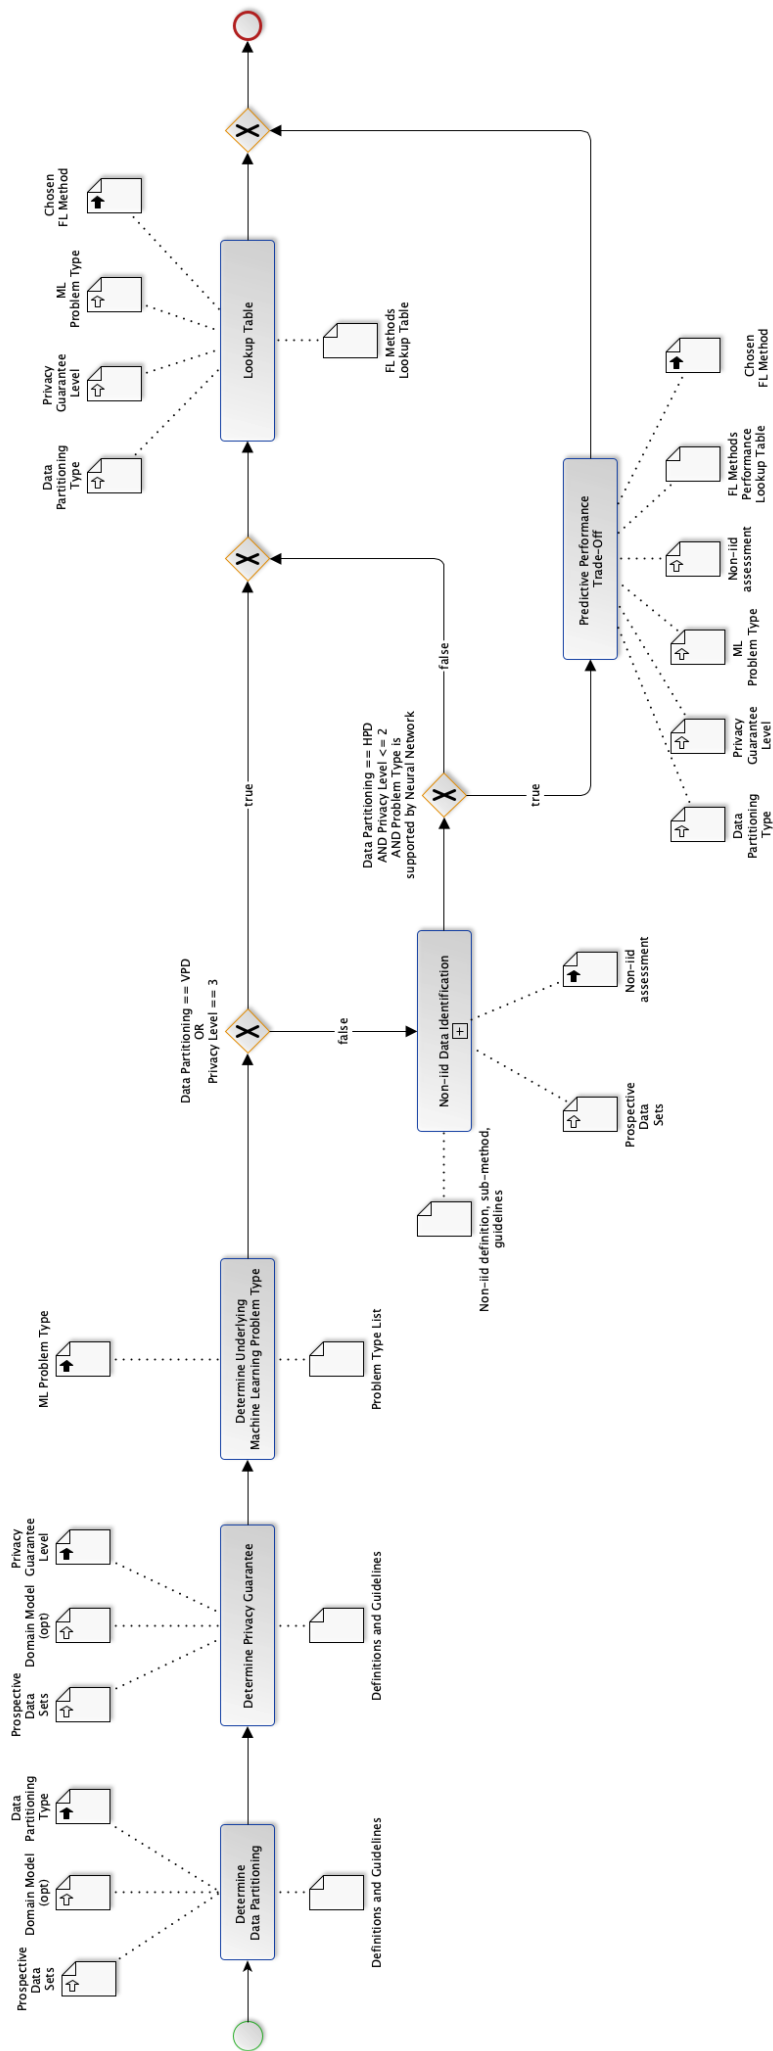 Prospective
Data
Sets
Domain Model
(opt)
Data
Partitioning
Type
Determine
Data Partitioning
Definitions and Guidelines
Prospective
Data
Sets
Domain Model
(opt)
Privacy
Guarantee
Level
Determine Privacy Guarantee
Definitions and Guidelines
ML Problem Type
Determine Underlying
Machine Learning Problem Type
Problem Type List
Data Partitioning == VPD
OR
Privacy Level == 3
true
false
Non-iid definition, sub-method,
guidelines
Non-iid Data Identification
Prospective
Data
Sets
Non-iid
assessment
Data Partitioning == HPD
AND Privacy Level <= 2
AND Problem Type is
supported by Neural Network
false
true
Data
Partitioning
Type
Privacy
Guarantee
Level
ML
Problem Type
Chosen
FL Method
Lookup Table
FL Methods
Lookup Table
Predictive Performance
Trade-Off
Data
Partitioning
Type
Privacy
Guarantee
Level
ML
Problem Type
Non-iid
assessment
FL Methods
Performance
Lookup Table
Chosen
FL Method